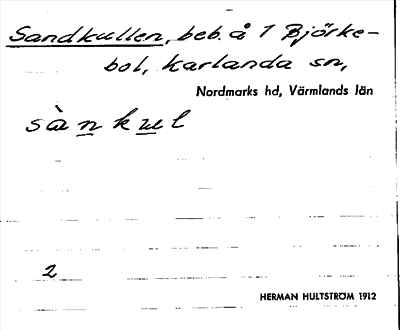 Sandkullen, beb. å 1 Björke-
bol, Karlanda sn,
Nordmarks hd, Värmlands län
sànkul
2
HERMAN HULTSTRÖM 1912